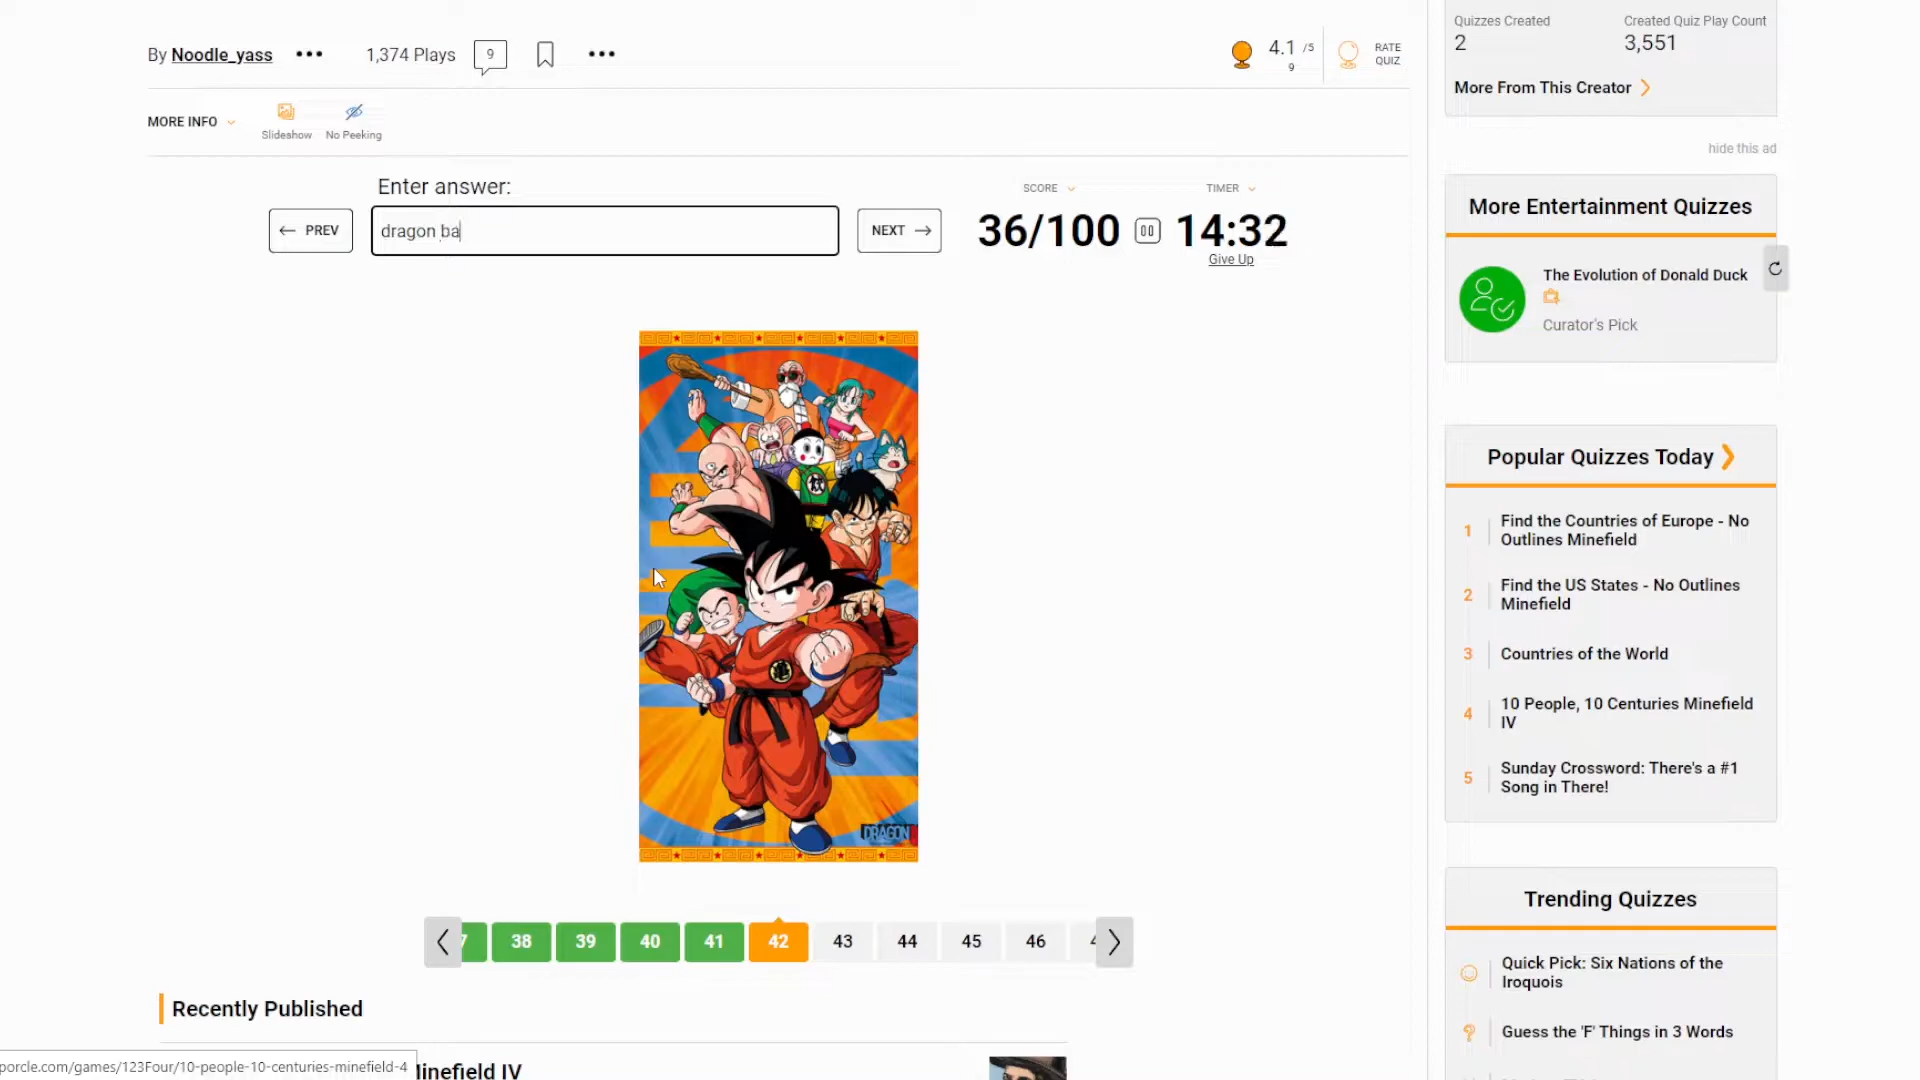 Quizzes Created
Created Quiz Play Count
2
3,551
More From This Creator
By Noodle_yass
1,374 Plays
9
4.1 /5
9
RATE QUIZ
MORE INFO
Slideshow
No Peeking
hide this ad
Enter answer:
SCORE
TIMER
PREV
dragon ba
NEXT
36/100
14:32
Give Up
More Entertainment Quizzes
The Evolution of Donald Duck
Curator's Pick
DRAGON
Popular Quizzes Today
1
Find the Countries of Europe - No
Outlines Minefield
2
Find the US States - No Outlines
Minefield
3
Countries of the World
4
10 People, 10 Centuries Minefield
IV
5
Sunday Crossword: There's a #1
Song in There!
Trending Quizzes
Quick Pick: Six Nations of the
Iroquois
Guess the 'F' Things in 3 Words
7 38 39 40 41 42 43 44 45 46 4
Recently Published
porcle.com/games/123Four/10-people-10-centuries-minefield-4
linefield IV